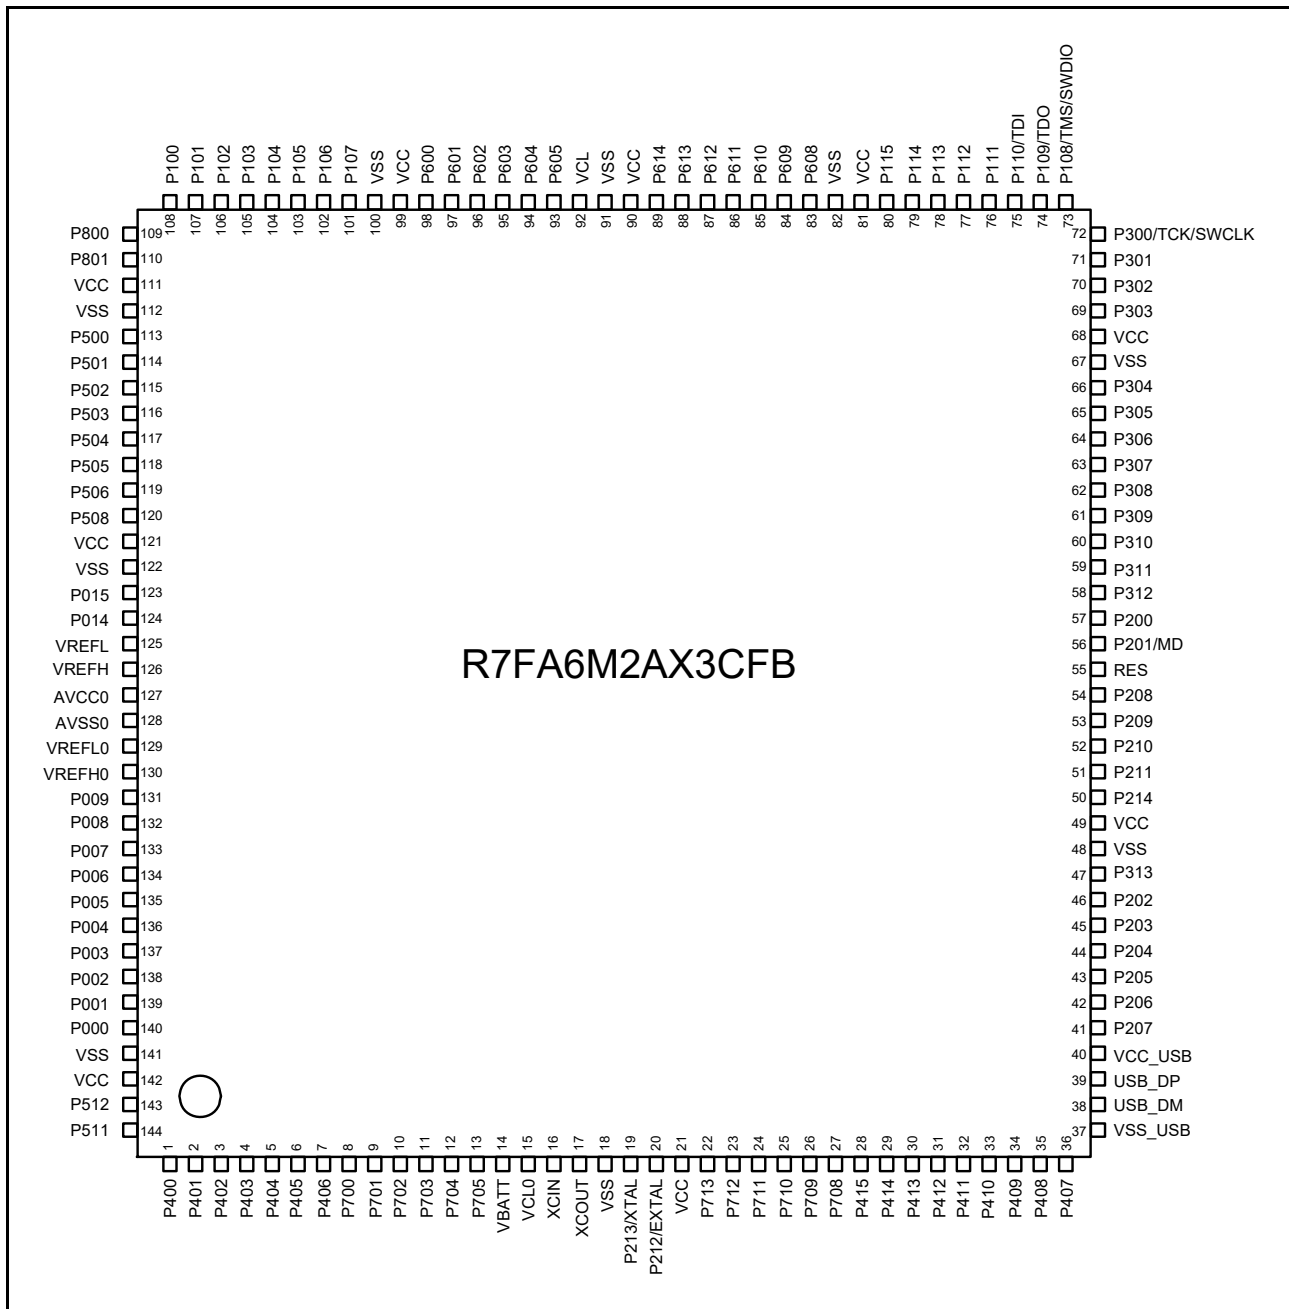 P100
P101
P102
P103
P104
P105
P106
P107
VSS
VCC
P600
P601
P602
P603
P604
P605
VCL
VSS
VCC
P614
P613
P612
P611
P610
P609
P608
VSS
VCC
P115
P114
P113
P112
P111
P110/TDI
P109/TDO
P108/TMS/SWDIO
108
107
106
105
104
103
102
101
100
99
98
97
96
95
94
93
92
91
90
89
88
87
86
85
84
83
82
81
80
79
78
77
76
75
74
73
P800 109
P801 110
VCC 111
VSS 112
P500 113
P501 114
P502 115
P503 116
P504 117
P505 118
P506 119
P508 120
VCC 121
VSS 122
P015 123
P014 124
VREFL 125
VREFH 126
AVCC0 127
AVSS0 128
VREFL0 129
VREFH0 130
P009 131
P008 132
P007 133
P006 134
P005 135
P004 136
P003 137
P002 138
P001 139
P000 140
VSS 141
VCC 142
P512 143
P511 144
R7FA6M2AX3CFB
72 P300/TCK/SWCLK
71 P301
70 P302
69 P303
68 VCC
67 VSS
66 P304
65 P305
64 P306
63 P307
62 P308
61 P309
60 P310
59 P311
58 P312
57 P200
56 P201/MD
55 RES
54 P208
53 P209
52 P210
51 P211
50 P214
49 VCC
48 VSS
47 P313
46 P202
45 P203
44 P204
43 P205
42 P206
41 P207
40 VCC_USB
39 USB_DP
38 USB_DM
37 VSS_USB
1
2
3
4
5
6
7
8
9
10
11
12
13
14
15
16
17
18
19
20
21
22
23
24
25
26
27
28
29
30
31
32
33
34
35
36
P400
P401
P402
P403
P404
P405
P406
P700
P701
P702
P703
P704
P705
VBATT
VCL0
XCIN
XCOUT
VSS
P213/XTAL
P212/EXTAL
VCC
P713
P712
P711
P710
P709
P708
P415
P414
P413
P412
P411
P410
P409
P408
P407